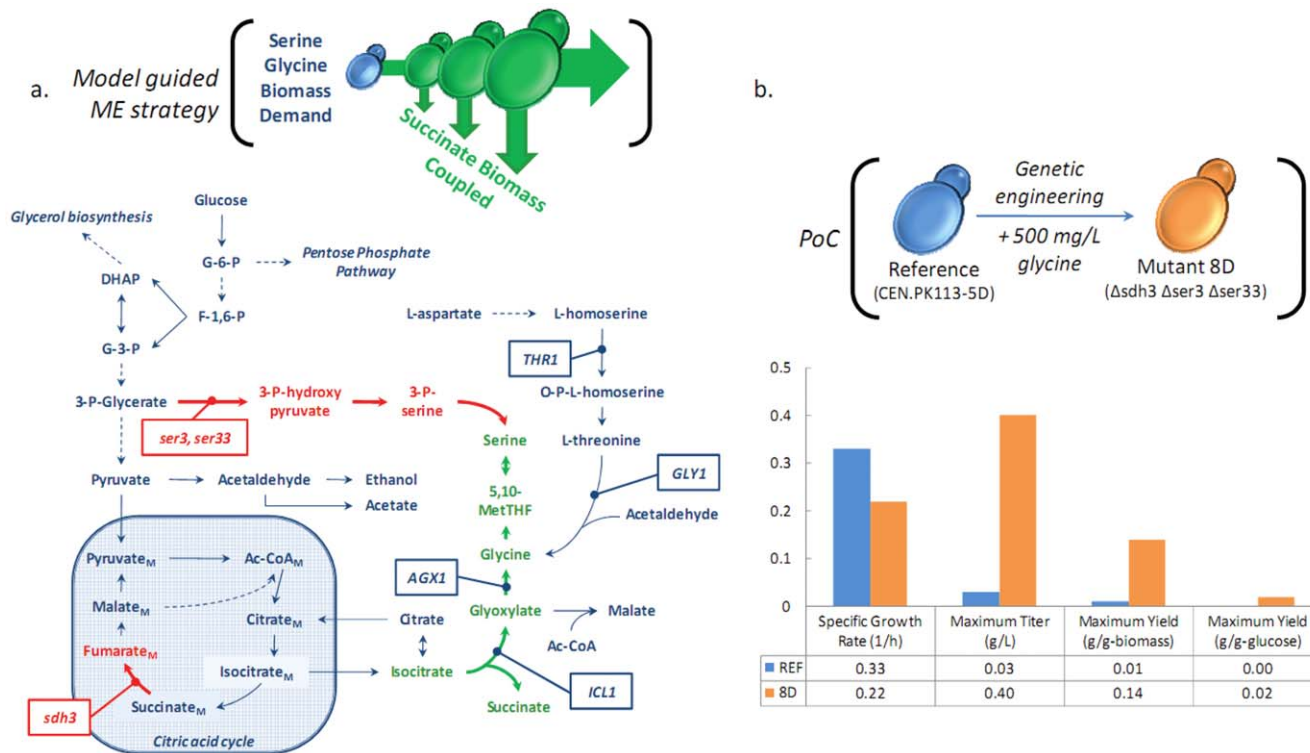 a.
Model guided
ME strategy
Serine
Glycine
Biomass
Demand
Succinate Biomass
Coupled
Glycerol biosynthesis
Glucose
G-6-P
Pentose Phosphate
Pathway
DHAP
F-1,6-P
G-3-P
L-aspartate
L-homoserine
THR1
3-P-Glycerate
3-P-hydroxy
pyruvate
3-P-
serine
O-P-L-homoserine
ser3, ser33
Serine
L-threonine
GLY1
Pyruvate
Acetaldehyde
Ethanol
Acetate
5,10-
MetTHF
Acetaldehyde
Glycine
AGX1
PyruvateM
Ac-CoAM
MalateM
CitrateM
Citrate
Glyoxylate
Malate
Ac-CoA
FumarateM
IsocitrateM
Isocitrate
ICL1
sdh3
SuccinateM
Succinate
Citric acid cycle
b.
PoC
Genetic
engineering
+ 500 mg/L
glycine
Reference
(CEN.PK113-5D)
Mutant 8D
(Δsdh3 Δser3 Δser33)
0.5
0.4
0.3
0.2
0.1
0
Specific Growth
Rate (1/h)
Maximum Titer
(g/L)
Maximum Yield
(g/g-biomass)
Maximum Yield
(g/g-glucose)
REF 0.33 0.03 0.01 0.00
8D 0.22 0.40 0.14 0.02